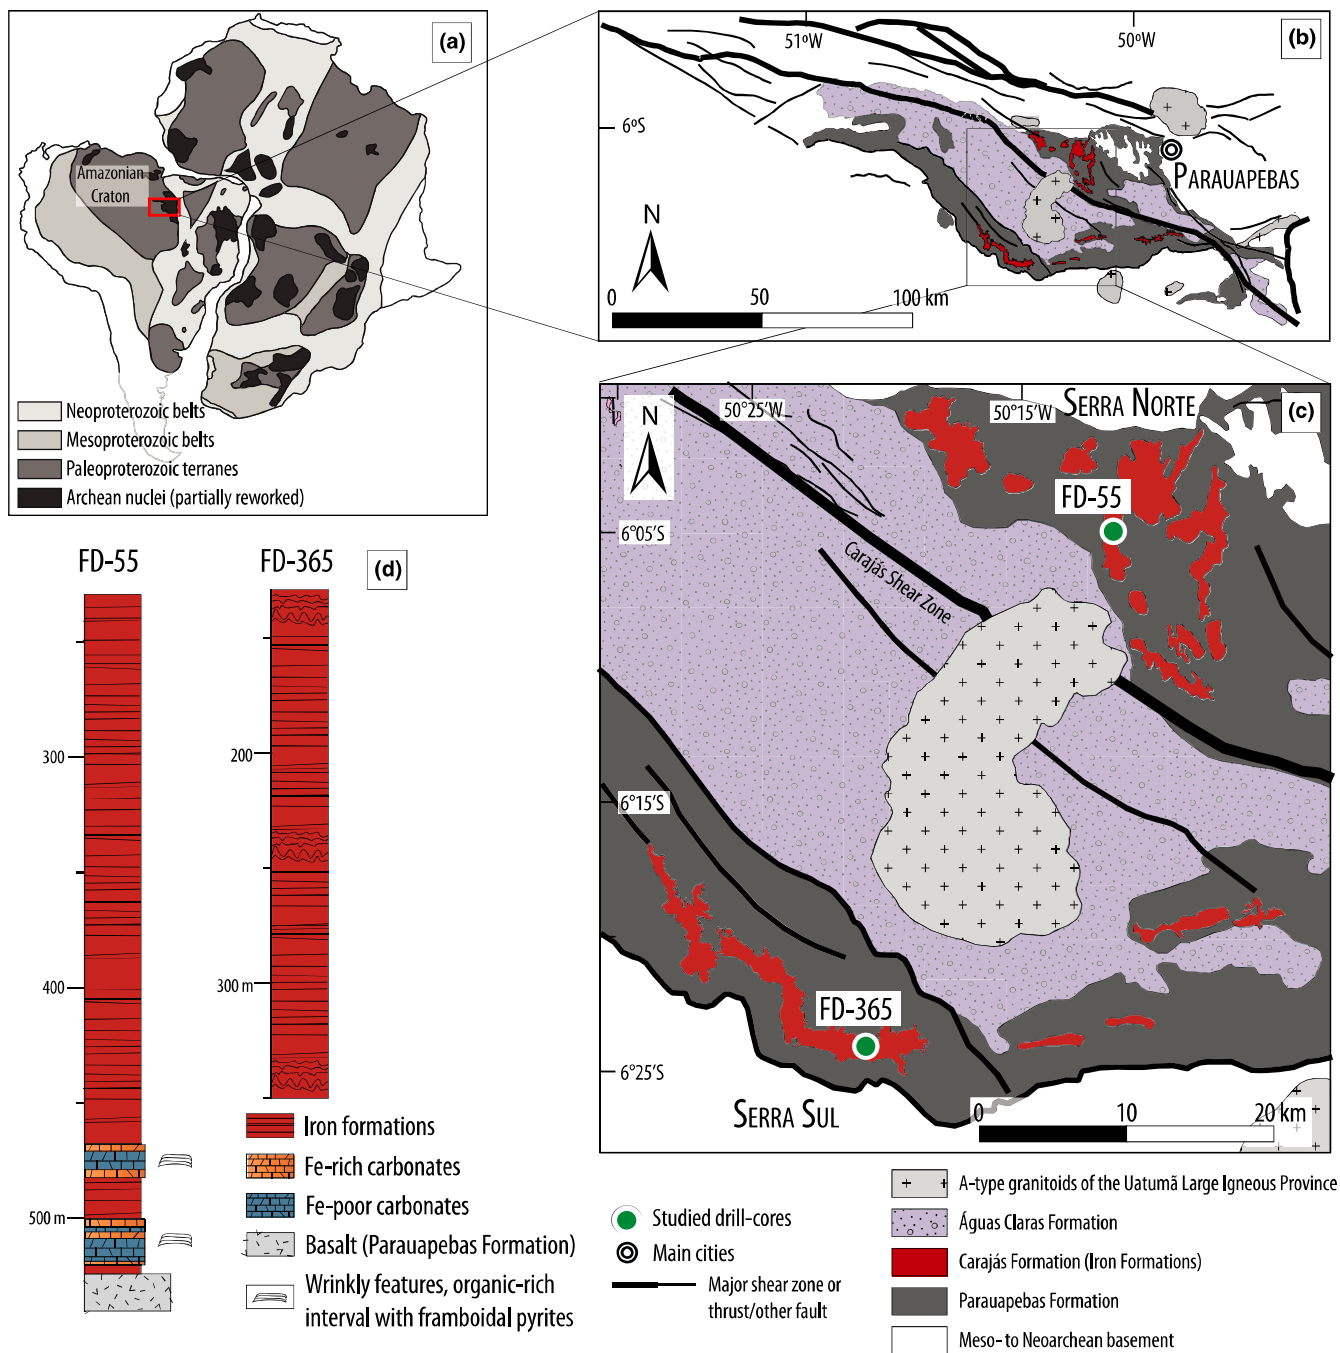 (a)
Amazonian
Craton
Neoproterozoic belts
Mesoproterozoic belts
Paleoproterozoic terranes
Archean nuclei (partially reworked)
(b)
51ºW
50ºW
6ºS
PARAUAPEBAS
N
0
50
100 km
(c)
50°25'W
50°15'W
SERRA NORTE
N
FD-55
6°05'S
Carajás Shear Zone
6°15'S
FD-365
6°25'S
SERRA SUL
0
10
20 km
(d)
FD-55
FD-365
300
400
500 m
200
300 m
Iron formations
Fe-rich carbonates
Fe-poor carbonates
Basalt (Parauapebas Formation)
Wrinkly features, organic-rich
interval with framboidal pyrites
Studied drill-cores
Main cities
Major shear zone or
thrust/other fault
A-type granitoids of the Uatumã Large Igneous Province
Águas Claras Formation
Carajás Formation (Iron Formations)
Parauapebas Formation
Meso- to Neoarchean basement